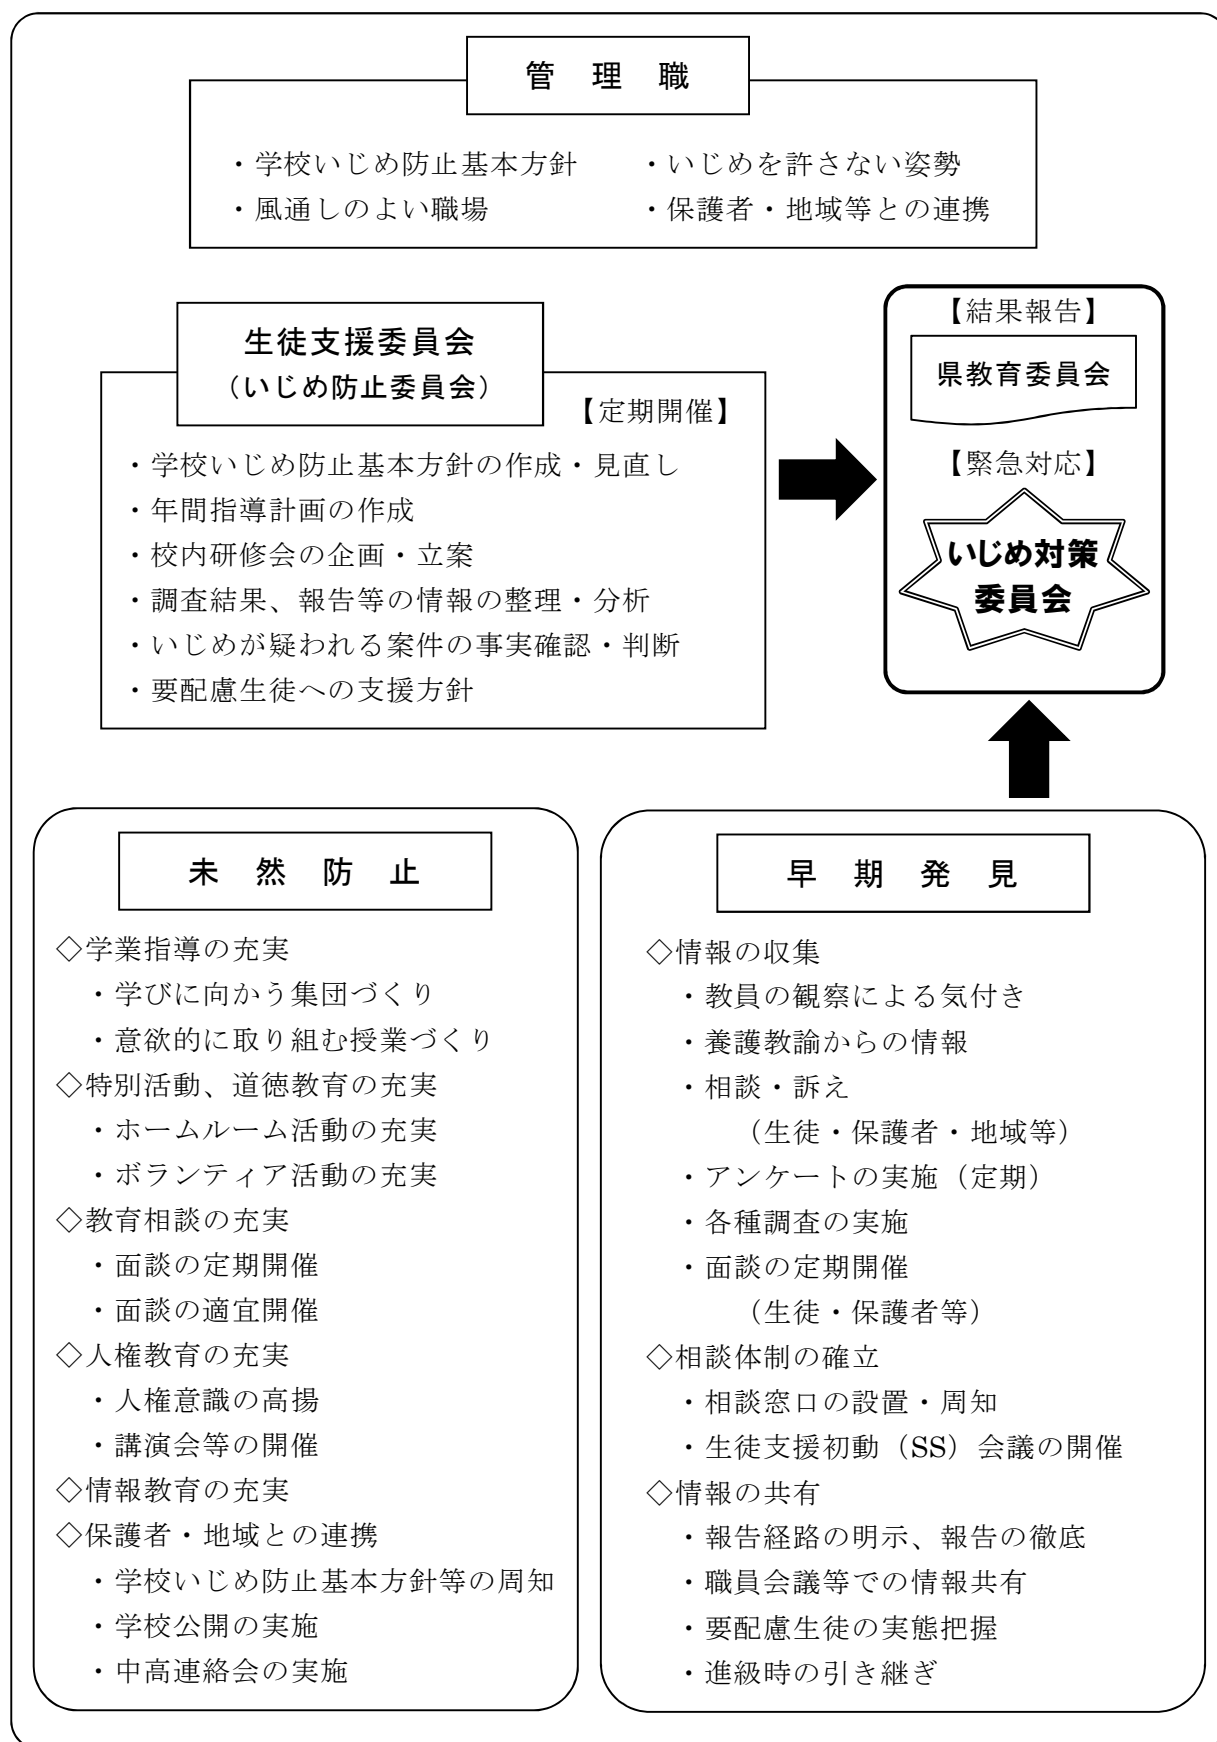 管 理 職
・学校いじめ防止基本方針 ・いじめを許さない姿勢
・風通しのよい職場 ・保護者・地域等との連携
生徒支援委員会
（いじめ防止委員会）
【定期開催】
・学校いじめ防止基本方針の作成・見直し
・年間指導計画の作成
・校内研修会の企画・立案
・調査結果、報告等の情報の整理・分析
・いじめが疑われる案件の事実確認・判断
・要配慮生徒への支援方針
【結果報告】
県教育委員会
【緊急対応】
いじめ対策
委員会
未 然 防 止
◇学業指導の充実
・学びに向かう集団づくり
・意欲的に取り組む授業づくり
◇特別活動、道徳教育の充実
・ホームルーム活動の充実
・ボランティア活動の充実
◇教育相談の充実
・面談の定期開催
・面談の適宜開催
◇人権教育の充実
・人権意識の高揚
・講演会等の開催
◇情報教育の充実
◇保護者・地域との連携
・学校いじめ防止基本方針等の周知
・学校公開の実施
・中高連絡会の実施
早 期 発 見
◇情報の収集
・教員の観察による気付き
・養護教諭からの情報
・相談・訴え
（生徒・保護者・地域等）
・アンケートの実施（定期）
・各種調査の実施
・面談の定期開催
（生徒・保護者等）
◇相談体制の確立
・相談窓口の設置・周知
・生徒支援初動（SS）会議の開催
◇情報の共有
・報告経路の明示、報告の徹底
・職員会議等での情報共有
・要配慮生徒の実態把握
・進級時の引き継ぎ